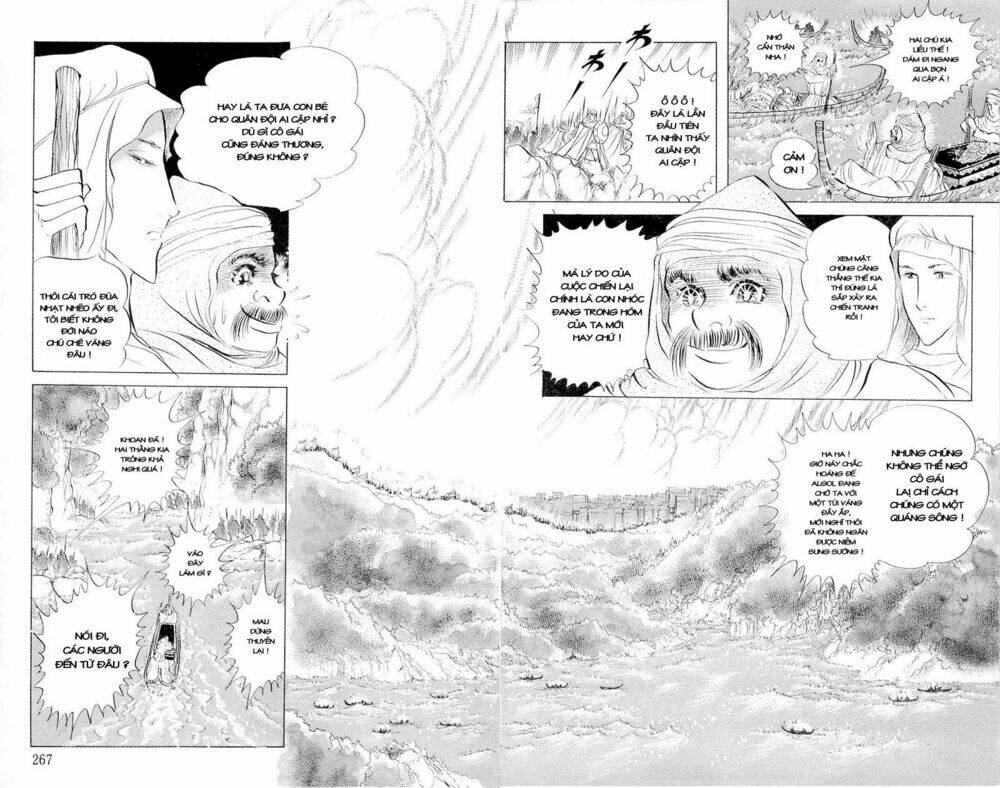 HAI CHÚ KIA
LIỀU THẾ !
DÁM ĐI NGANG
QUA BỌN
AI CẬP À !
NHỚ
CẨN THẬN
NHA !
CẢM
ƠN !
Ồ Ồ Ồ !
ĐÂY LÀ LẦN
ĐẦU TIÊN
TA NHÌN THẤY
QUÂN ĐỘI
AI CẬP !
わ
わ
XEM MẶT
CHÚNG CĂNG
THẲNG THẾ KIA
THÌ ĐÚNG LÀ
SẮP XẢY RA
CHIẾN TRANH
RỒI !
MÀ LÝ DO CỦA
CUỘC CHIẾN LẠI
CHÍNH LÀ CON NHÓC
ĐANG TRONG HÒM
CỦA TA MỚI
HAY CHỨ !
NHƯNG CHÚNG
KHÔNG THỂ NGỜ
CÔ GÁI
LẠI CHỈ CÁCH
CHÚNG CÓ MỘT
QUÃNG SÔNG !
HA HA !
GIỜ NÀY CHẮC
HOÀNG ĐẾ
ALGOL ĐANG
CHỜ TA VỚI
MỘT TÚI VÀNG
ĐẦY ẮP,
MỚI NGHĨ THÔI
ĐÃ KHÔNG NGĂN
ĐƯỢC NIỀM
SUNG SƯỚNG !
HAY LÀ TA ĐƯA CON BÉ
CHO QUÂN ĐỘI AI CẬP NHỈ ?
DÙ GÌ CÔ GÁI
CŨNG ĐÁNG THƯƠNG,
ĐÚNG KHÔNG ?
THÔI CÁI TRÒ ĐÙA
NHẠT NHẼO ẤY ĐI,
TÔI BIẾT KHÔNG
ĐỜI NÀO
CHÚ CHÊ VÀNG
ĐÂU !
KHOAN ĐÃ !
HAI THẰNG KIA
TRÔNG KHẢ
NGHI QUÁ !
VÀO
ĐÂY
LÀM GÌ ?
MAU
DỪNG
THUYỀN
LẠI !
NÓI ĐI,
CÁC NGƯƠI
ĐẾN TỪ ĐÂU ?
267